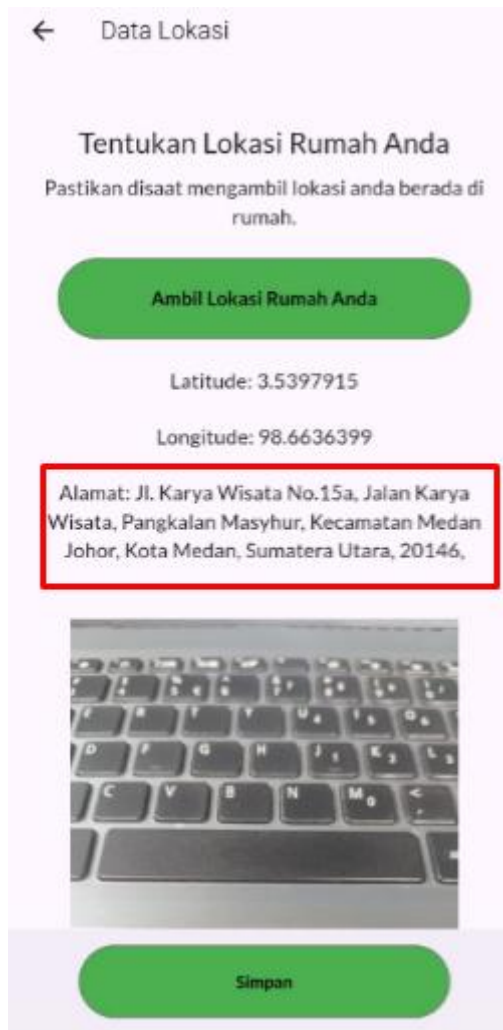 Data Lokasi
Tentukan Lokasi Rumah Anda
Pastikan disaat mengambil lokasi anda berada di
rumah.
Ambil Lokasi Rumah Anda
Latitude: 3.5397915
Longitude: 98.6636399
Alamat: Jl. Karya Wisata No.15a, Jalan Karya
Wisata, Pangkalan Masyhur, Kecamatan Medan
Johor, Kota Medan, Sumatera Utara, 20146,
G H J K
C V B N M
Simpan